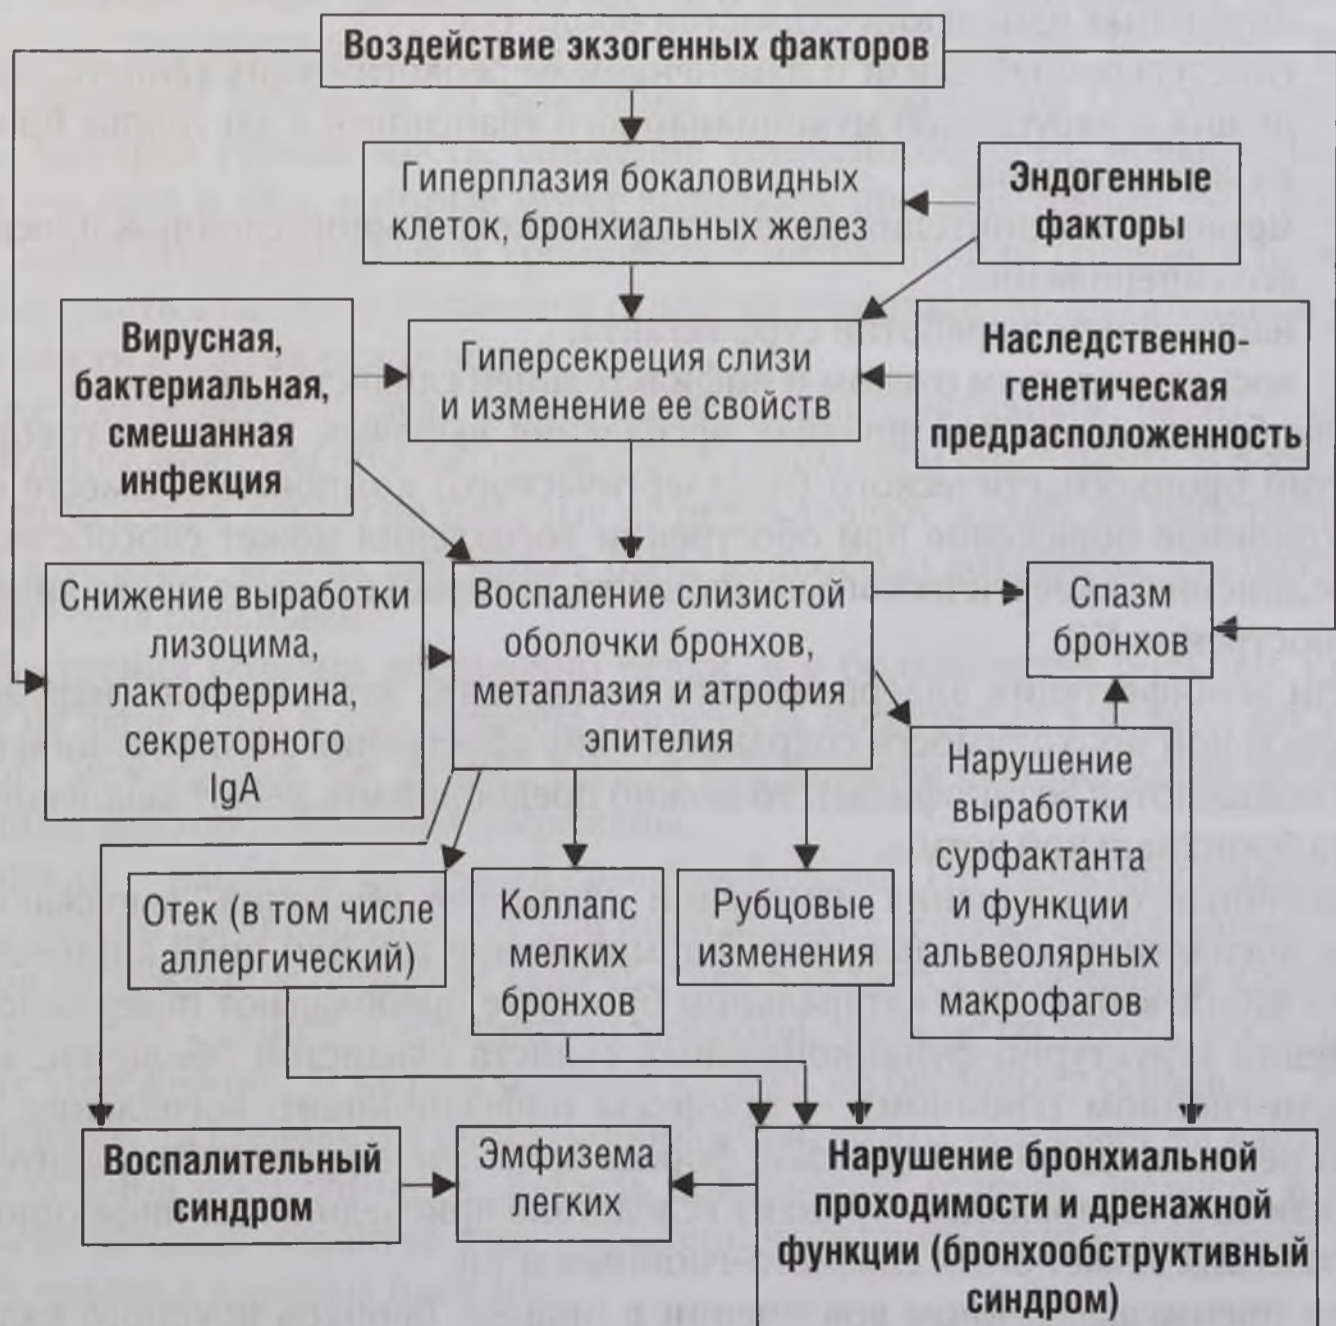 Воздействие экзогенных факторов
Гиперплазия бокаловидных
клеток, бронхиальных желез
Эндогенные
факторы
Вирусная,
бактериальная,
смешанная
инфекция
Гиперсекреция слизи
и изменение ее свойств
Наследственно-
генетическая
предрасположенность
Снижение выработки
лизоцима,
лактоферрина,
секреторного
IgA
Воспаление слизистой
оболочки бронхов,
метаплазия и атрофия
эпителия
Спазм
бронхов
Нарушение
выработки
сурфактанта
и функции
альвеолярных
макрофагов
Отек (в том числе
аллергический)
Коллапс
мелких
бронхов
Рубцовые
изменения
Воспалительный
синдром
Эмфизема
легких
Нарушение бронхиальной
проходимости и дренажной
функции (бронхообструктивный
синдром)